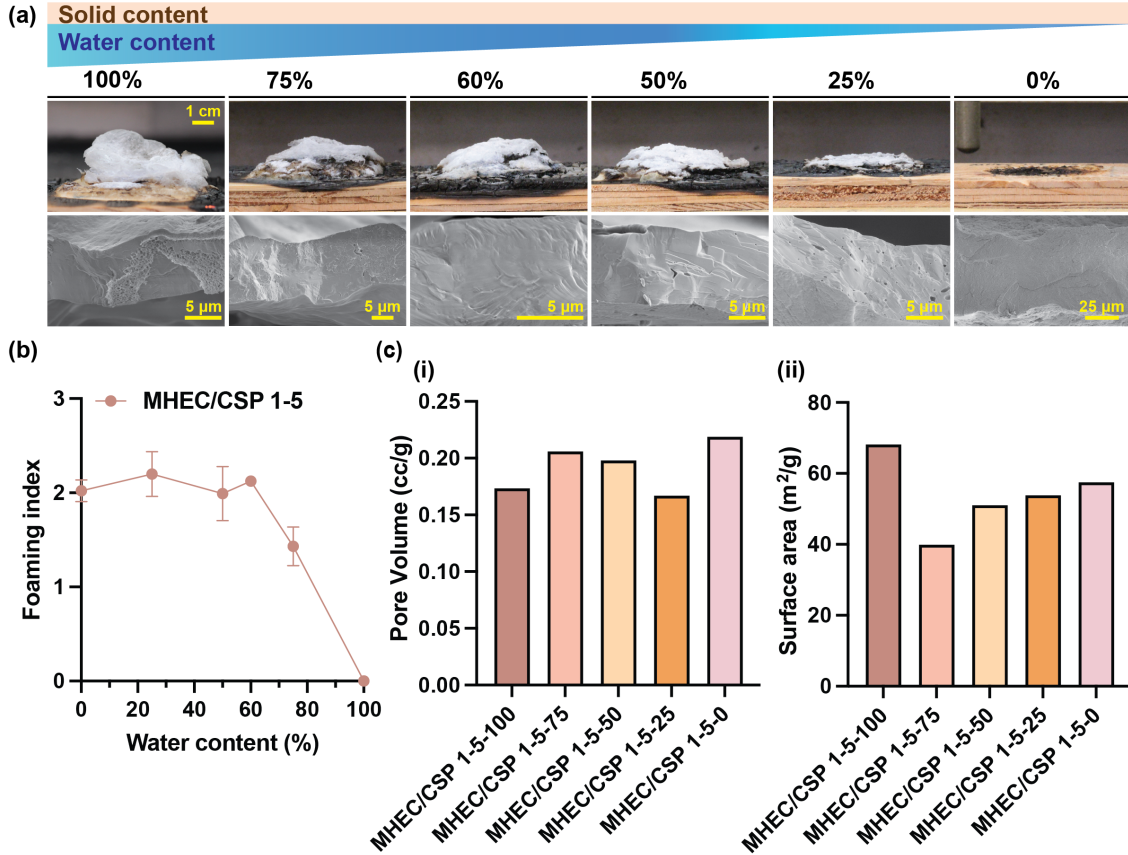 (a)
Solid content
Water content
100%
75%
60%
50%
25%
0%
1 cm
5 µm
5 µm
5 µm
5 µm
5 µm
25 µm
(b)
MHEC/CSP 1-5
3
2
1
0
Foaming index
0
20
40
60
80
100
Water content (%)
(c)
(i)
0.25
0.20
0.15
0.10
0.05
0.00
Pore Volume (cc/g)
MHEC/CSP 1-5-100
MHEC/CSP 1-5-75
MHEC/CSP 1-5-50
MHEC/CSP 1-5-25
MHEC/CSP 1-5-0
(ii)
80
60
40
20
0
Surface area (m²/g)
MHEC/CSP 1-5-100
MHEC/CSP 1-5-75
MHEC/CSP 1-5-50
MHEC/CSP 1-5-25
MHEC/CSP 1-5-0